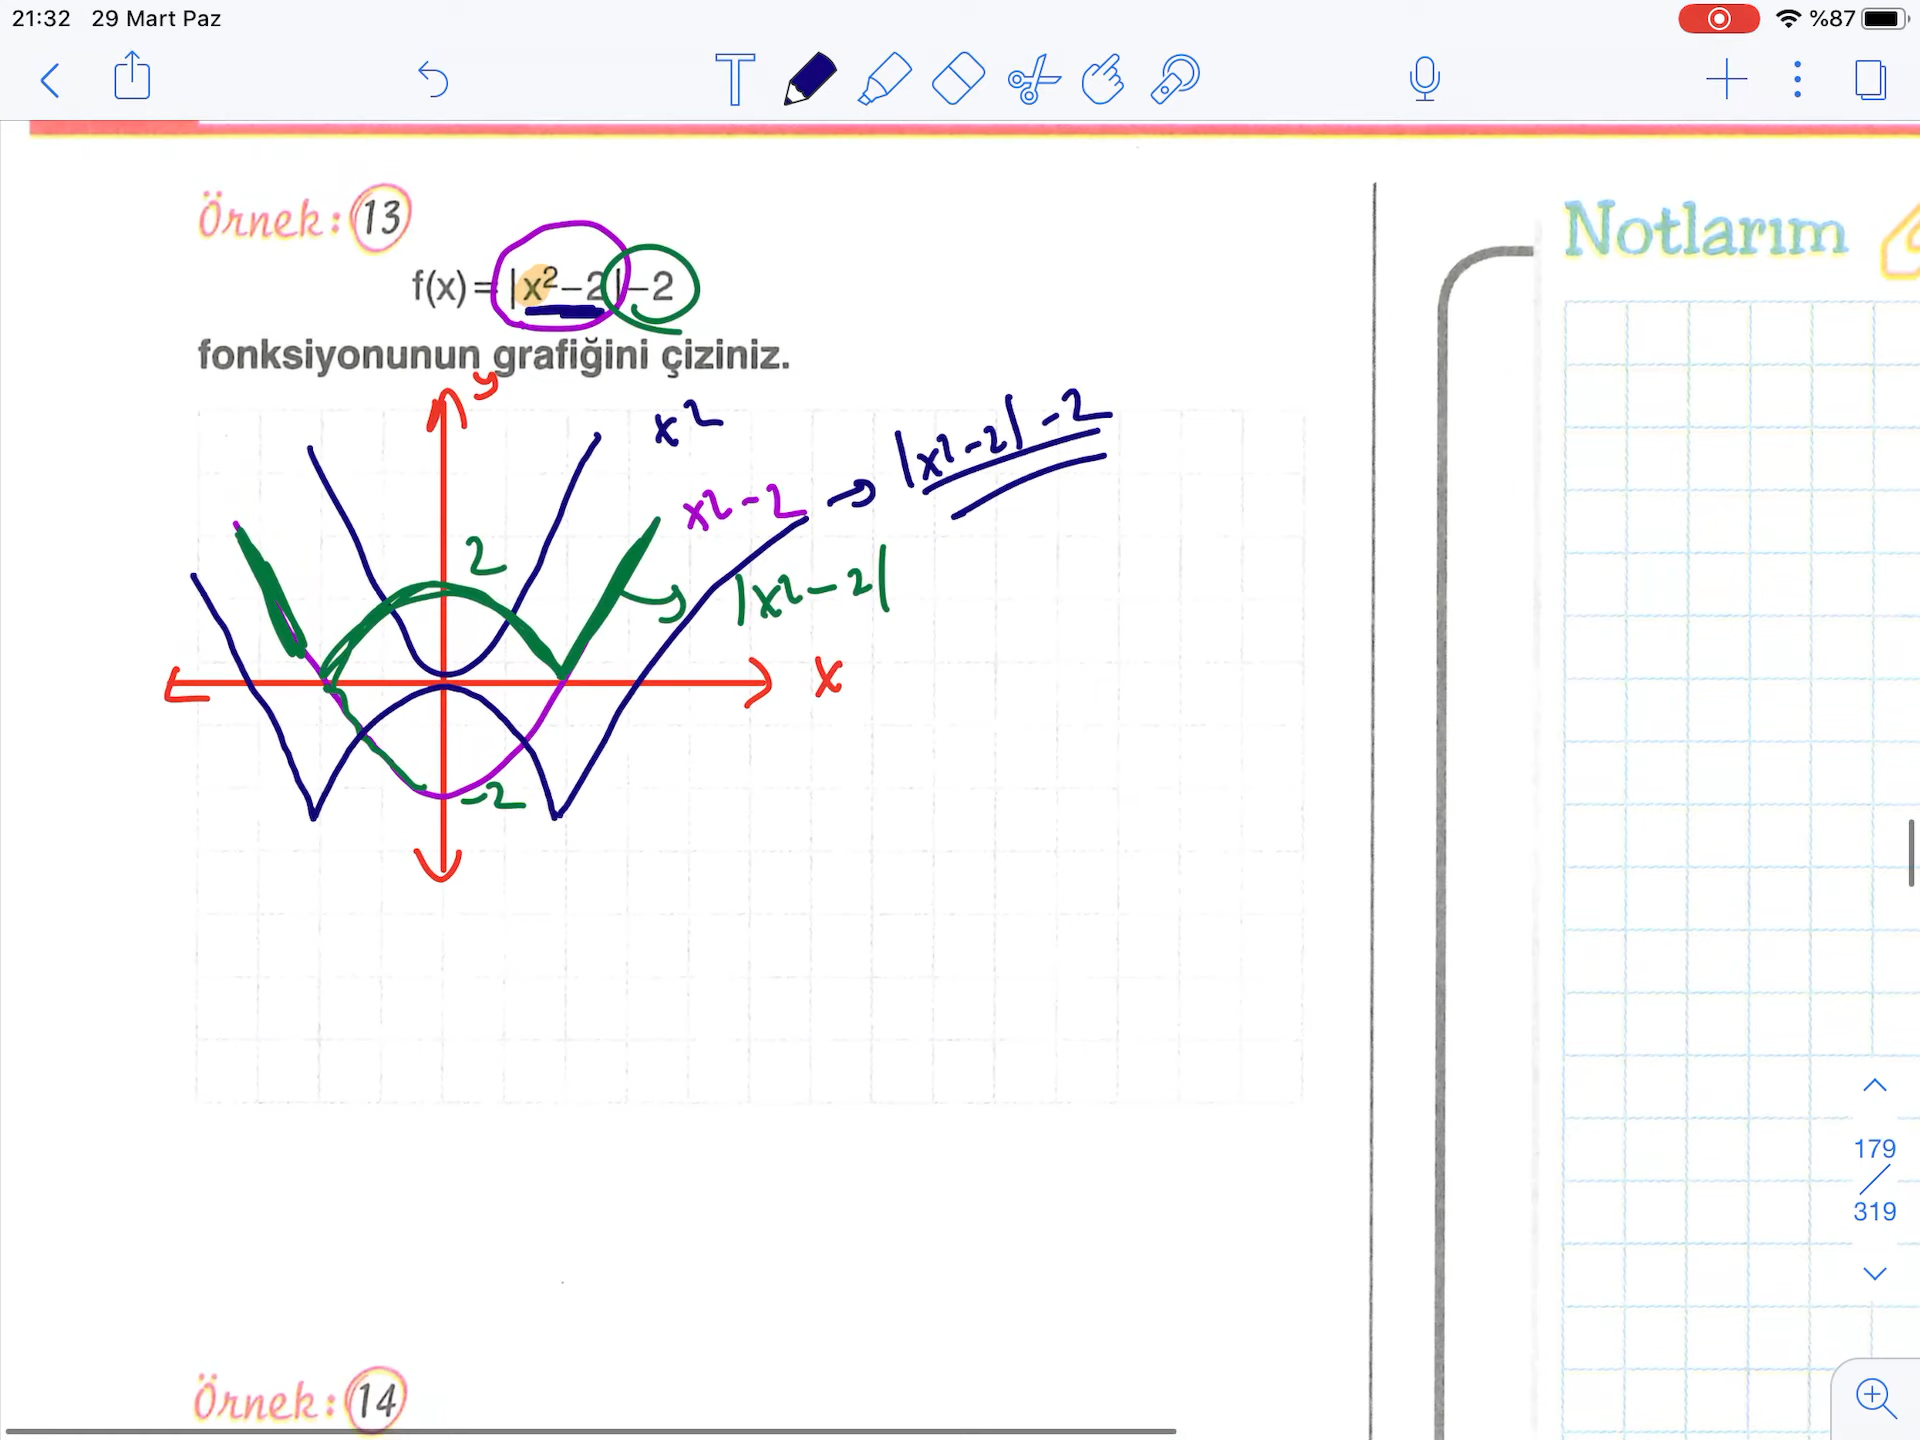 21:32 29 Mart Paz %87
Örnek: 13
f(x)=|x²−2|−2
fonksiyonunun grafiğini çiziniz.
y
x2
|x2-2|-2
x2-2
2
|x2-2|
x
-2
Örnek: 14
Notlarım
179
319